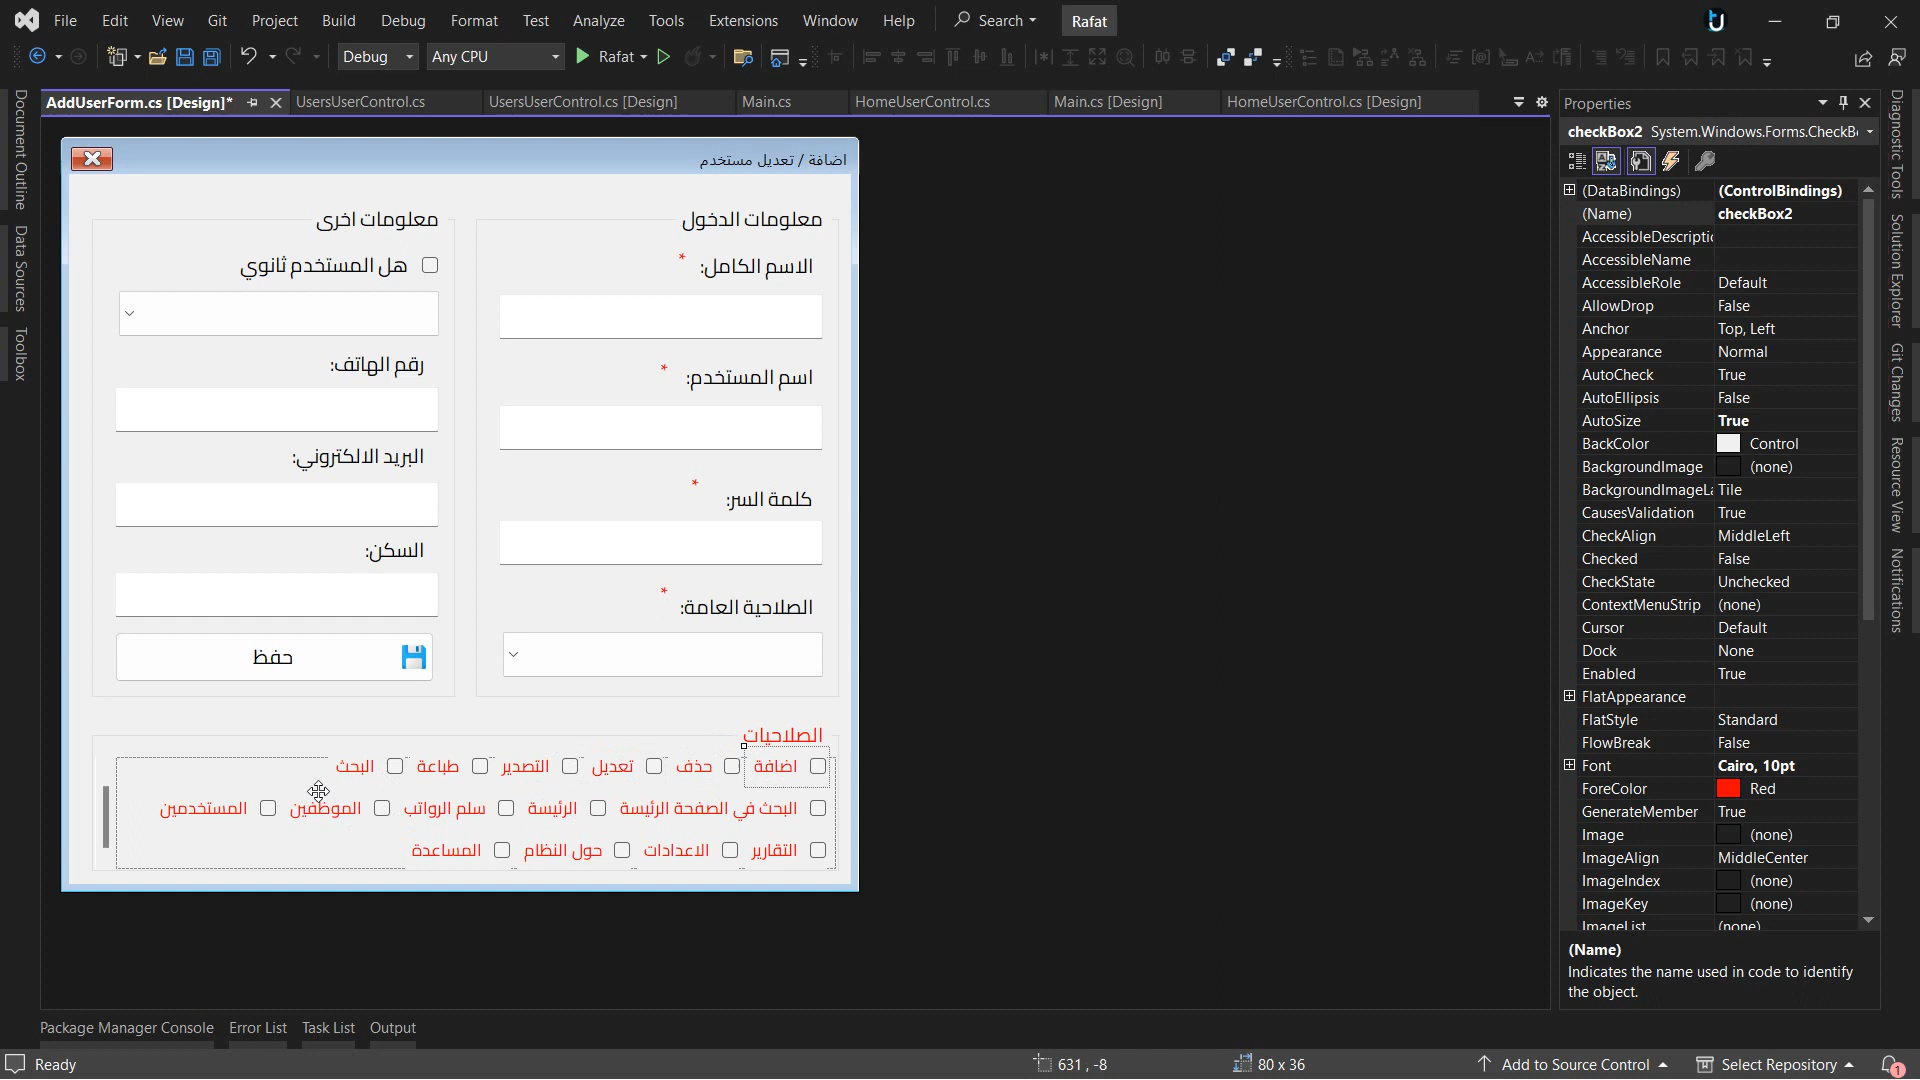 File Edit View Git Project Build Debug Format Test Analyze Tools Extensions Window Help Search Rafat
Debug Any CPU Rafat
AddUserForm.cs [Design]* UsersUserControl.cs UsersUserControl.cs [Design] Main.cs HomeUserControl.cs Main.cs [Design] HomeUserControl.cs [Design]
Document Outline
Data Sources
Toolbox
اضافة / تعديل مستخدم
معلومات الدخول
الاسم الكامل: *
اسم المستخدم: *
كلمة السر: *
الصلاحية العامة: *
معلومات اخرى
هل المستخدم ثانوي
رقم الهاتف:
البريد الالكتروني:
السكن:
حفظ
الصلاحيات
اضافة حذف تعديل التصدير طباعة البحث
البحث في الصفحة الرئيسة الرئيسة سلم الرواتب الموظفين المستخدمين
التقارير الاعدادات حول النظام المساعدة
Properties
checkBox2 System.Windows.Forms.CheckB
(DataBindings) (ControlBindings)
(Name) checkBox2
AccessibleDescripti
AccessibleName
AccessibleRole Default
AllowDrop False
Anchor Top, Left
Appearance Normal
AutoCheck True
AutoEllipsis False
AutoSize True
BackColor Control
BackgroundImage (none)
BackgroundImageLa Tile
CausesValidation True
CheckAlign MiddleLeft
Checked False
CheckState Unchecked
ContextMenuStrip (none)
Cursor Default
Dock None
Enabled True
FlatAppearance
FlatStyle Standard
FlowBreak False
Font Cairo, 10pt
ForeColor Red
GenerateMember True
Image (none)
ImageAlign MiddleCenter
ImageIndex (none)
ImageKey (none)
ImageList (none)
(Name)
Indicates the name used in code to identify
the object.
Diagnostic Tools
Solution Explorer
Git Changes
Resource View
Notifications
Package Manager Console Error List Task List Output
Ready 631 , -8 80 x 36 Add to Source Control Select Repository 1